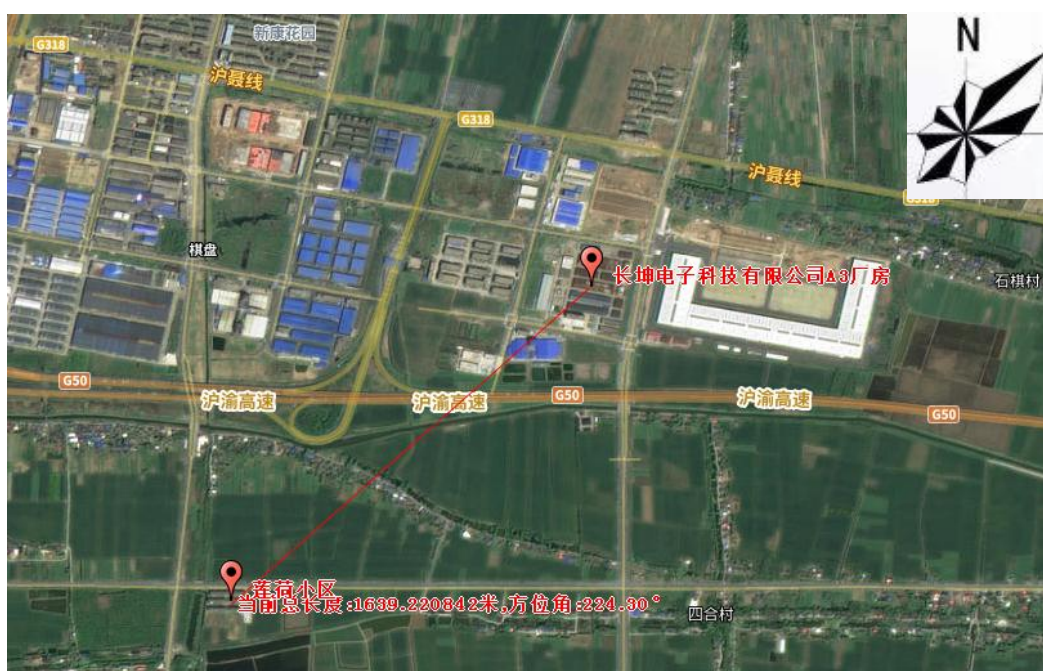 新康花园
N
G318
沪聂线
G318
沪聂线
G318
棋盘
长坤电子科技有限公司A3厂房
石棋村
G50
沪渝高速
沪渝高速
G50
沪渝高速
G50
莲荷小区
当前总长度:1639.220842米,方位角:224.30°
四合村